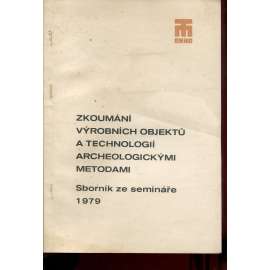 ZKOUMÁNÍ
VÝROBNÍCH OBJEKTŮ
A TECHNOLOGIÍ
ARCHEOLOGICKÝMI
METODAMI
Sborník ze semináře
1979